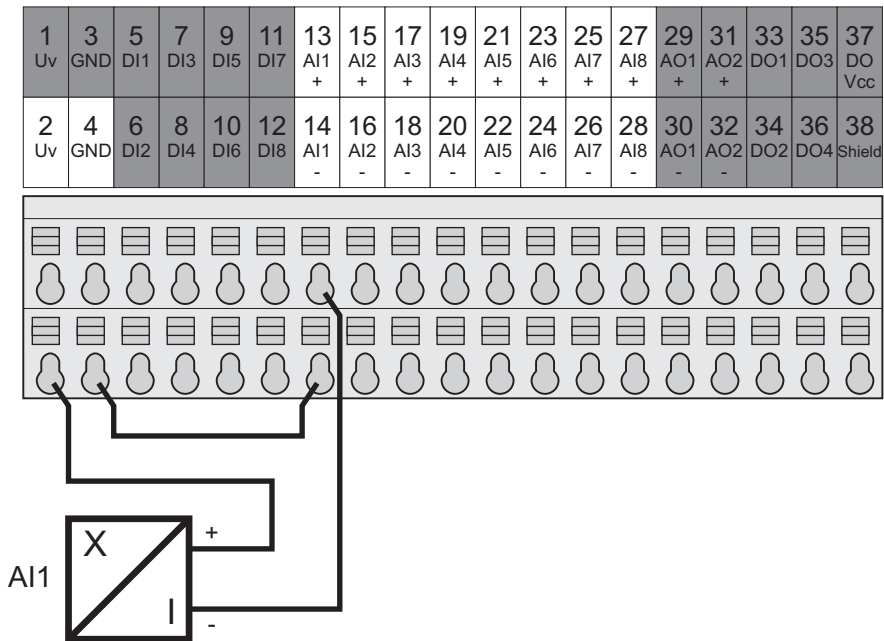 1 3 5 7 9 11 13 15 17 19 21 23 25 27 29 31 33 35 37
Uv GND DI1 DI3 DI5 DI7 AI1 AI2 AI3 AI4 AI5 AI6 AI7 AI8 AO1 AO2 DO1 DO3 DO
+ + + + + + + + + + Vcc
2 4 6 8 10 12 14 16 18 20 22 24 26 28 30 32 34 36 38
Uv GND DI2 DI4 DI6 DI8 AI1 AI2 AI3 AI4 AI5 AI6 AI7 AI8 AO1 AO2 DO2 DO4 Shield
- - - - - - - - - -
X +
AI1
I -